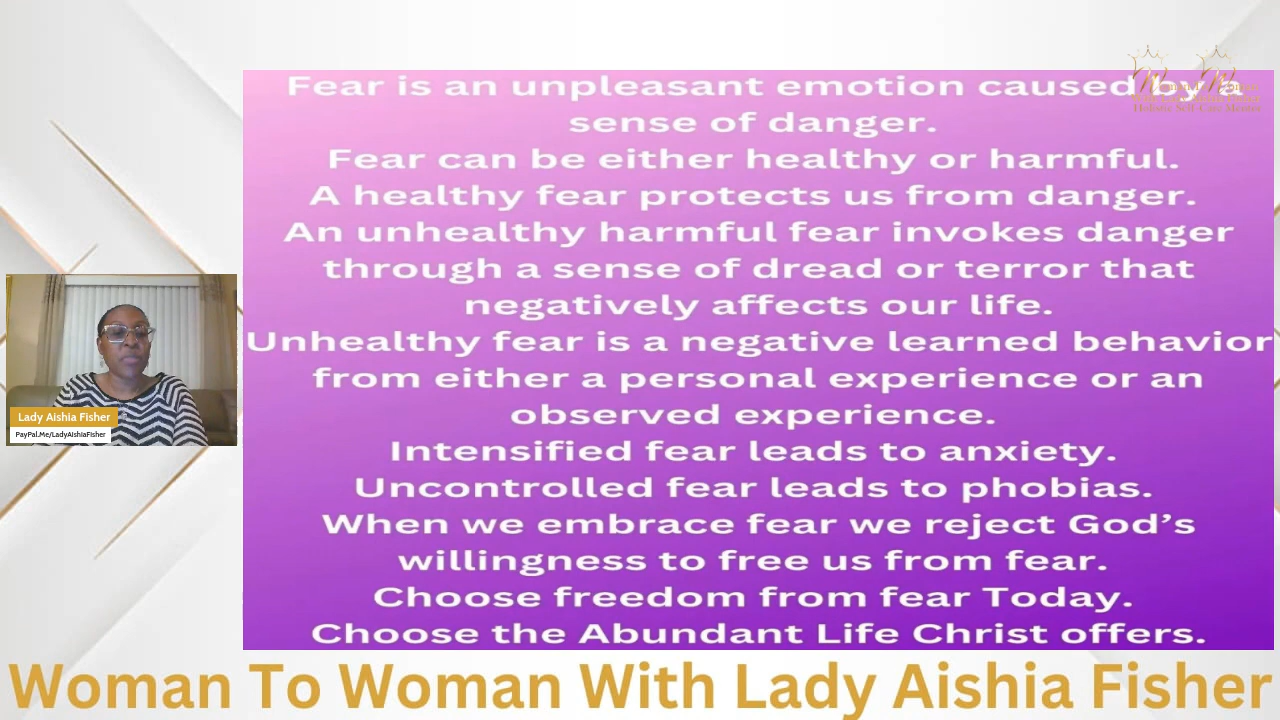 Fear is an unpleasant emotion caused by a
sense of danger.
Fear can be either healthy or harmful.
A healthy fear protects us from danger.
An unhealthy harmful fear invokes danger
through a sense of dread or terror that
negatively affects our life.
Unhealthy fear is a negative learned behavior
from either a personal experience or an
observed experience.
Intensified fear leads to anxiety.
Uncontrolled fear leads to phobias.
When we embrace fear we reject God's
willingness to free us from fear.
Choose freedom from fear Today.
Choose the Abundant Life Christ offers.
Lady Aishia Fisher
PayPal.Me/LadyAishiaFisher
Woman To Woman With Lady Aishia Fisher